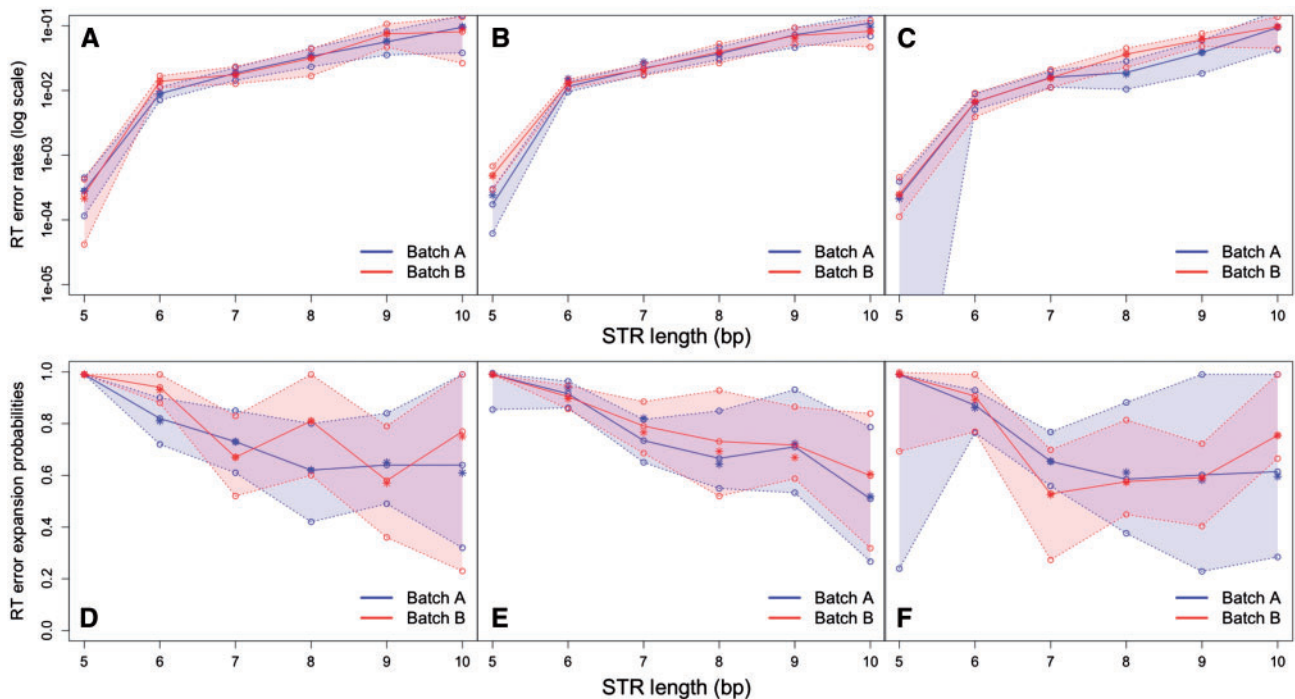 A
B
C
RT error rates (log scale)
1e-01
1e-02
1e-03
1e-04
1e-05
Batch A
Batch B
Batch A
Batch B
Batch A
Batch B
5 6 7 8 9 10
5 6 7 8 9 10
5 6 7 8 9 10
STR length (bp)
RT error expansion probabilities
1.0
0.8
0.6
0.4
0.2
0.0
D
E
F
Batch A
Batch B
Batch A
Batch B
Batch A
Batch B
5 6 7 8 9 10
5 6 7 8 9 10
5 6 7 8 9 10
STR length (bp)